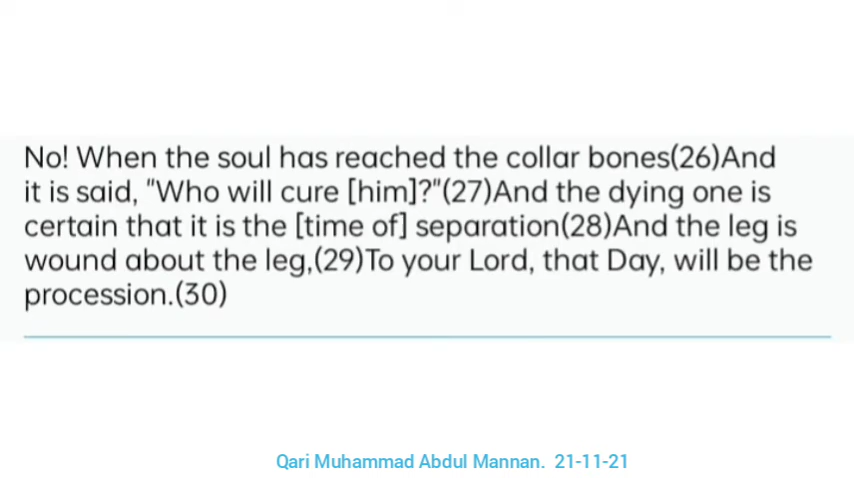 No! When the soul has reached the collar bones(26)And
it is said, "Who will cure [him]?"(27)And the dying one is
certain that it is the [time of] separation(28)And the leg is
wound about the leg,(29)To your Lord, that Day, will be the
procession.(30)
Qari Muhammad Abdul Mannan. 21-11-21